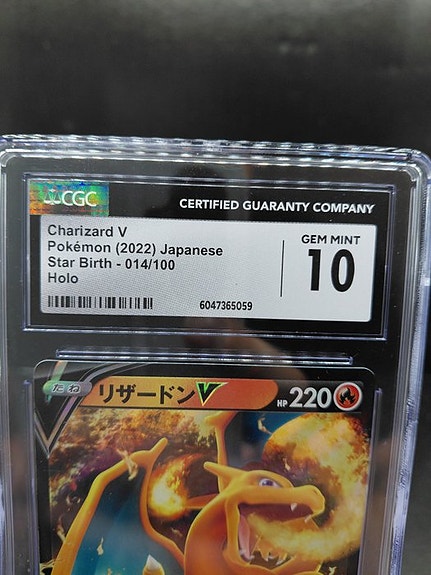 CGC
CERTIFIED GUARANTY COMPANY
Charizard V
Pokémon (2022) Japanese
Star Birth - 014/100
Holo
GEM MINT
10
6047365059
たね リザードンV HP 220